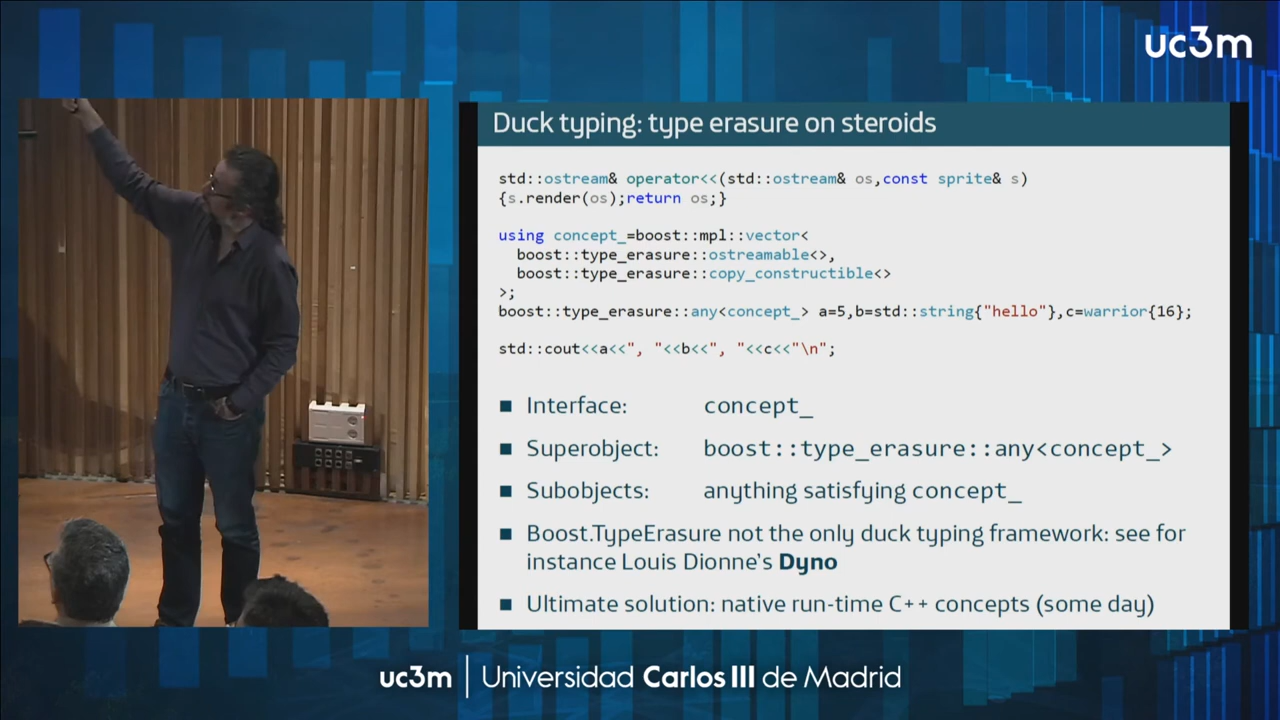 uc3m
Duck typing: type erasure on steroids
std::ostream& operator<<(std::ostream& os,const sprite& s)
{s.render(os);return os;}
using concept_=boost::mpl::vector<
boost::type_erasure::ostreamable<>,
boost::type_erasure::copy_constructible<>
>;
boost::type_erasure::any<concept_> a=5,b=std::string{"hello"},c=warrior{16};
std::cout<<a<<", "<<b<<", "<<c<<"\n";
■ Interface: concept_
■ Superobject: boost::type_erasure::any<concept_>
■ Subobjects: anything satisfying concept_
■ Boost.TypeErasure not the only duck typing framework: see for
instance Louis Dionne's Dyno
■ Ultimate solution: native run-time C++ concepts (some day)
uc3m | Universidad Carlos III de Madrid